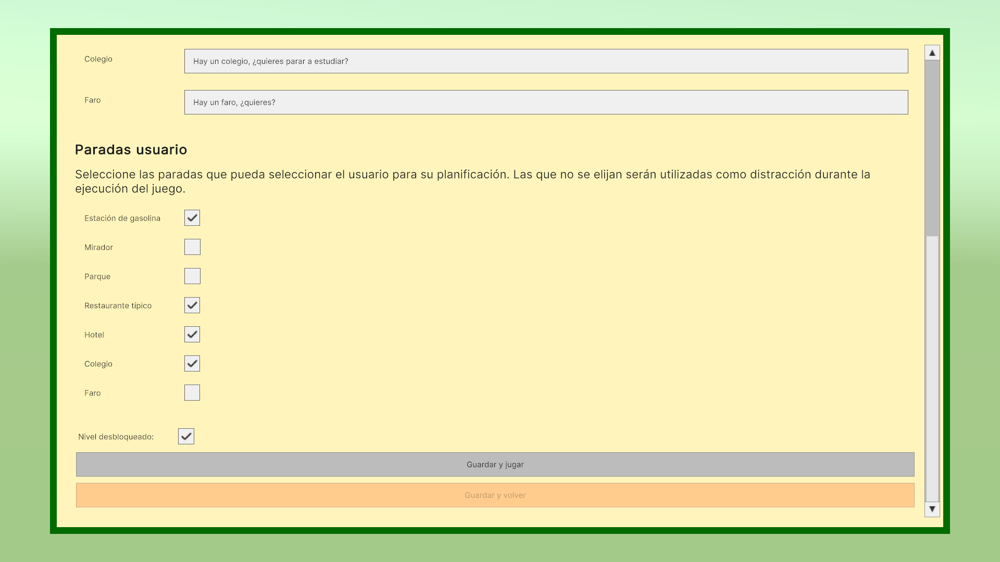 Colegio
Hay un colegio, ¿quieres parar a estudiar?
Faro
Hay un faro, ¿quieres?
Paradas usuario
Seleccione las paradas que pueda seleccionar el usuario para su planificación. Las que no se elijan serán utilizadas como distracción durante la
ejecución del juego.
Estación de gasolina
Mirador
Parque
Restaurante típico
Hotel
Colegio
Faro
Nivel desbloqueado:
Guardar y jugar
Guardar y volver